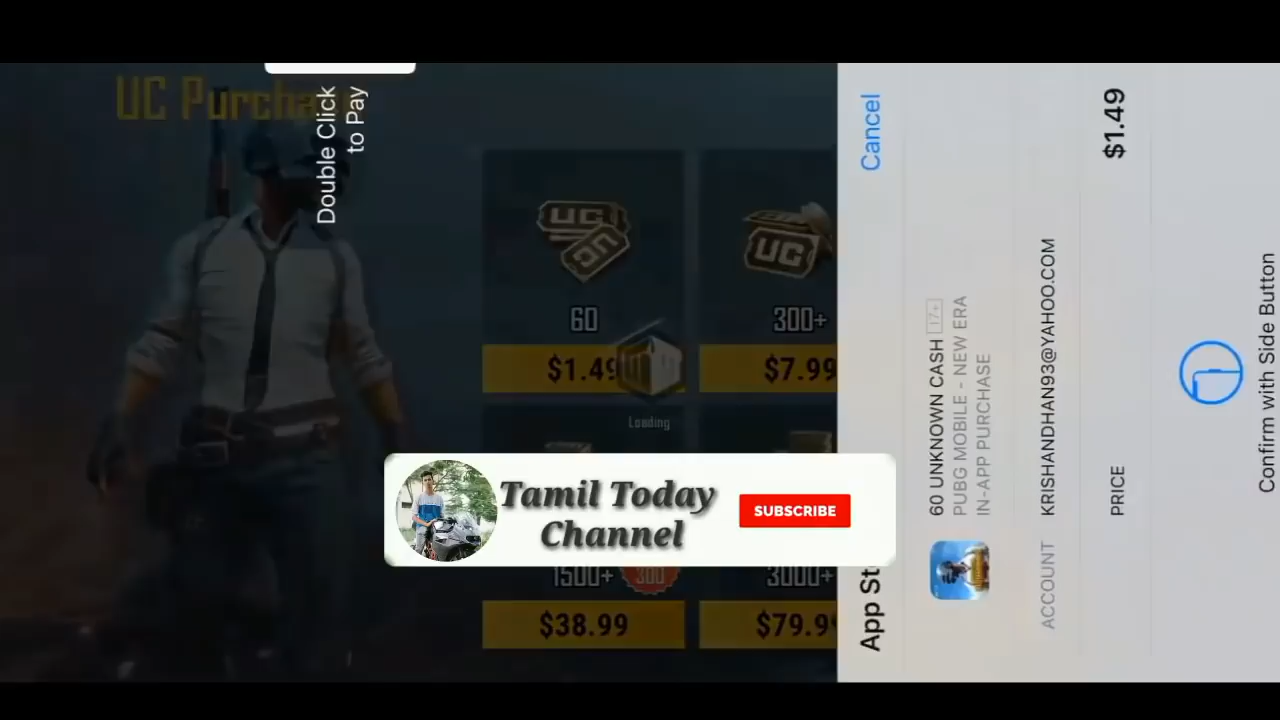 UC Purcha
Double Click
to Pay
60
$1.49
300+
$7.99
Loading
1500+
300
$38.99
3000+
$79.9
Tamil Today
Channel
SUBSCRIBE
App St
Cancel
60 UNKNOWN CASH 17+
PUBG MOBILE - NEW ERA
IN-APP PURCHASE
ACCOUNT KRISHANDHAN93@YAHOO.COM
PRICE $1.49
Confirm with Side Button